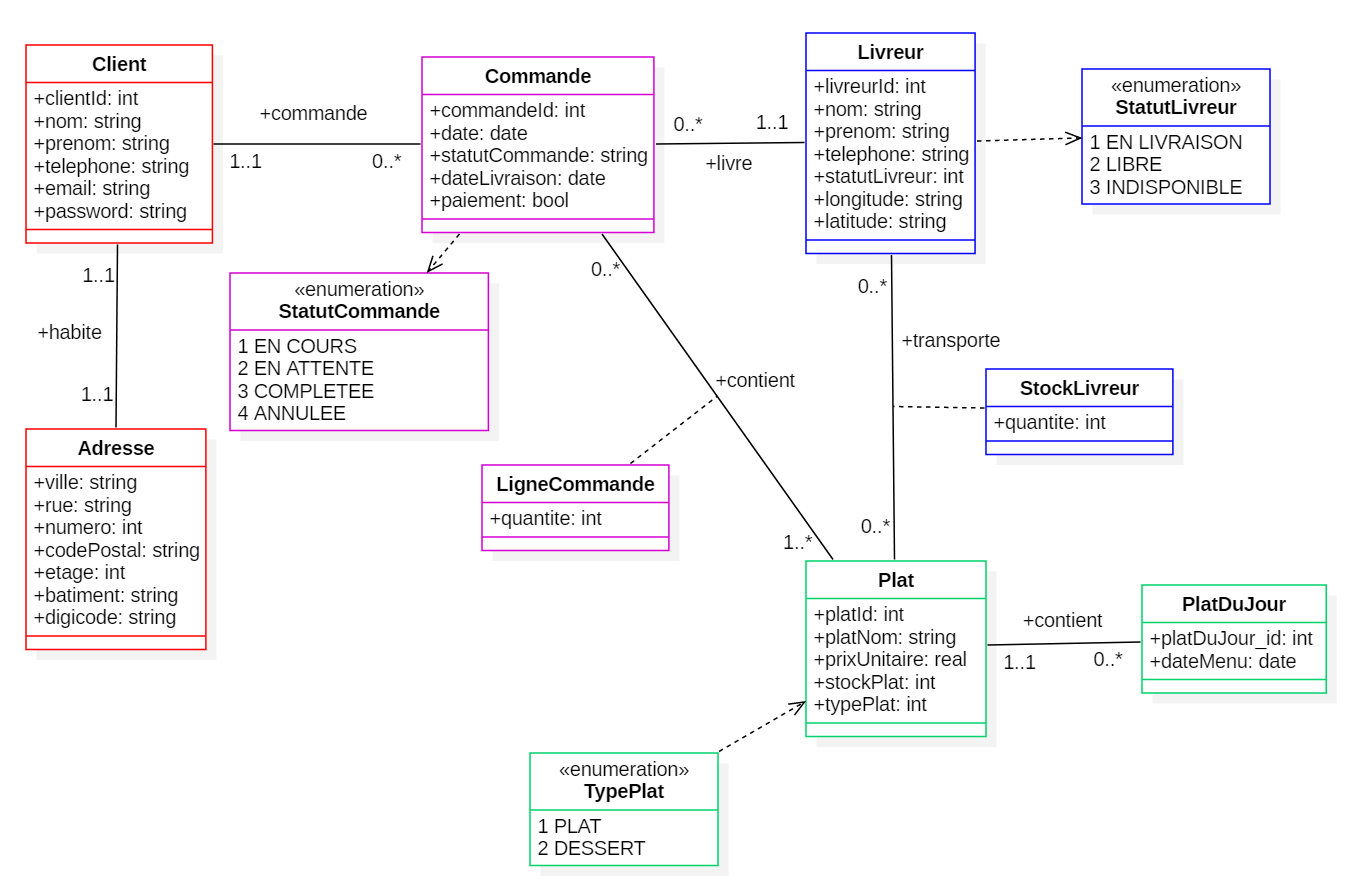 Client
+clientId: int
+nom: string
+prenom: string
+telephone: string
+email: string
+password: string
+commande
1..1
0..*
Commande
+commandeId: int
+date: date
+statutCommande: string
+dateLivraison: date
+paiement: bool
0..*
1..1
+livre
Livreur
+livreurId: int
+nom: string
+prenom: string
+telephone: string
+statutLivreur: int
+longitude: string
+latitude: string
«enumeration»
StatutLivreur
1 EN LIVRAISON
2 LIBRE
3 INDISPONIBLE
1..1
+habite
1..1
«enumeration»
StatutCommande
1 EN COURS
2 EN ATTENTE
3 COMPLETEE
4 ANNULEE
0..*
+contient
1..*
0..*
+transporte
0..*
StockLivreur
+quantite: int
Adresse
+ville: string
+rue: string
+numero: int
+codePostal: string
+etage: int
+batiment: string
+digicode: string
LigneCommande
+quantite: int
Plat
+platId: int
+platNom: string
+prixUnitaire: real
+stockPlat: int
+typePlat: int
+contient
1..1
0..*
PlatDuJour
+platDuJour_id: int
+dateMenu: date
«enumeration»
TypePlat
1 PLAT
2 DESSERT